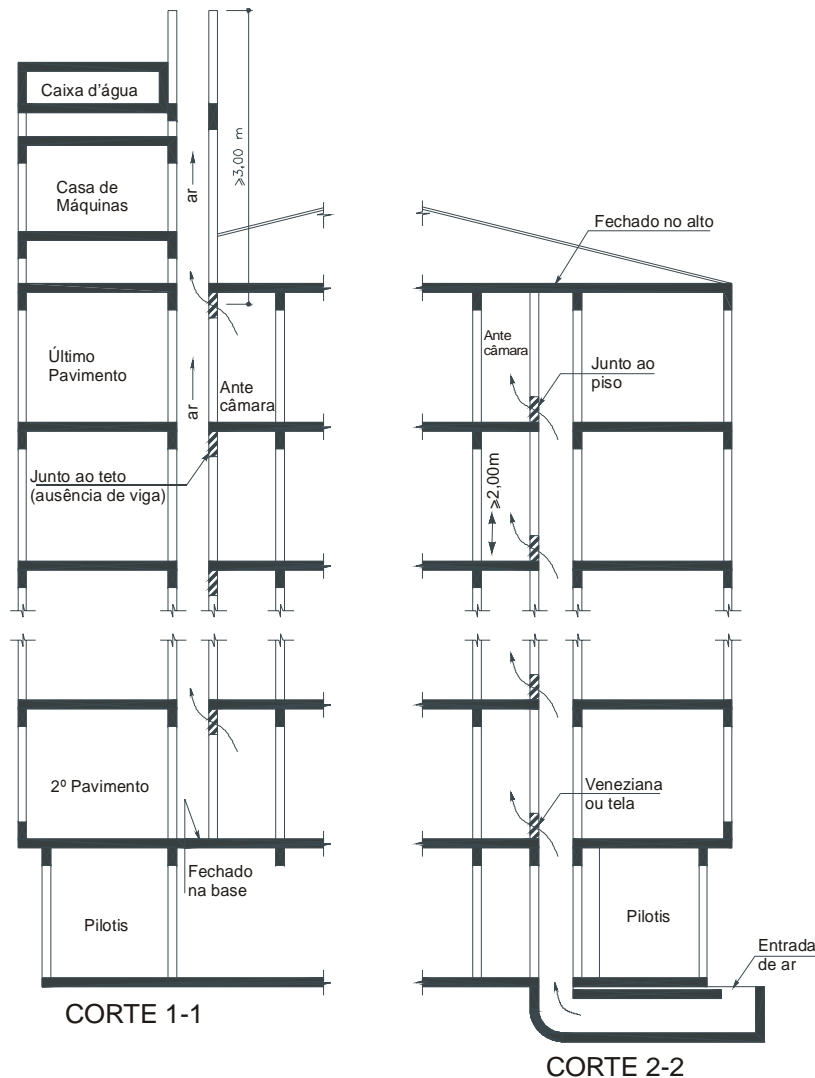 Caixa d'água
≥3,00 m
ar
Casa de
Máquinas
Último
Pavimento
ar
Ante
câmara
Junto ao teto
(ausência de viga)
2º Pavimento
Fechado
na base
Pilotis
CORTE 1-1
Fechado no alto
Ante
câmara
Junto ao
piso
≥2,00m
Veneziana
ou tela
Pilotis
Entrada
de ar
CORTE 2-2